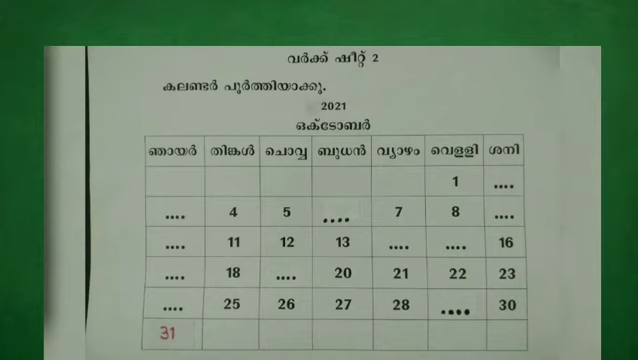 വർക്ക് ഷീറ്റ് 2
കലണ്ടർ പൂർത്തിയാക്കൂ.
2021
ഒക്ടോബർ
ഞായർ തിങ്കൾ ചൊവ്വ ബുധൻ വ്യാഴം വെള്ളി ശനി
1 ....
.... 4 5 .... 7 8 ....
.... 11 12 13 .... .... 16
.... 18 .... 20 21 22 23
.... 25 26 27 28 .... 30
31